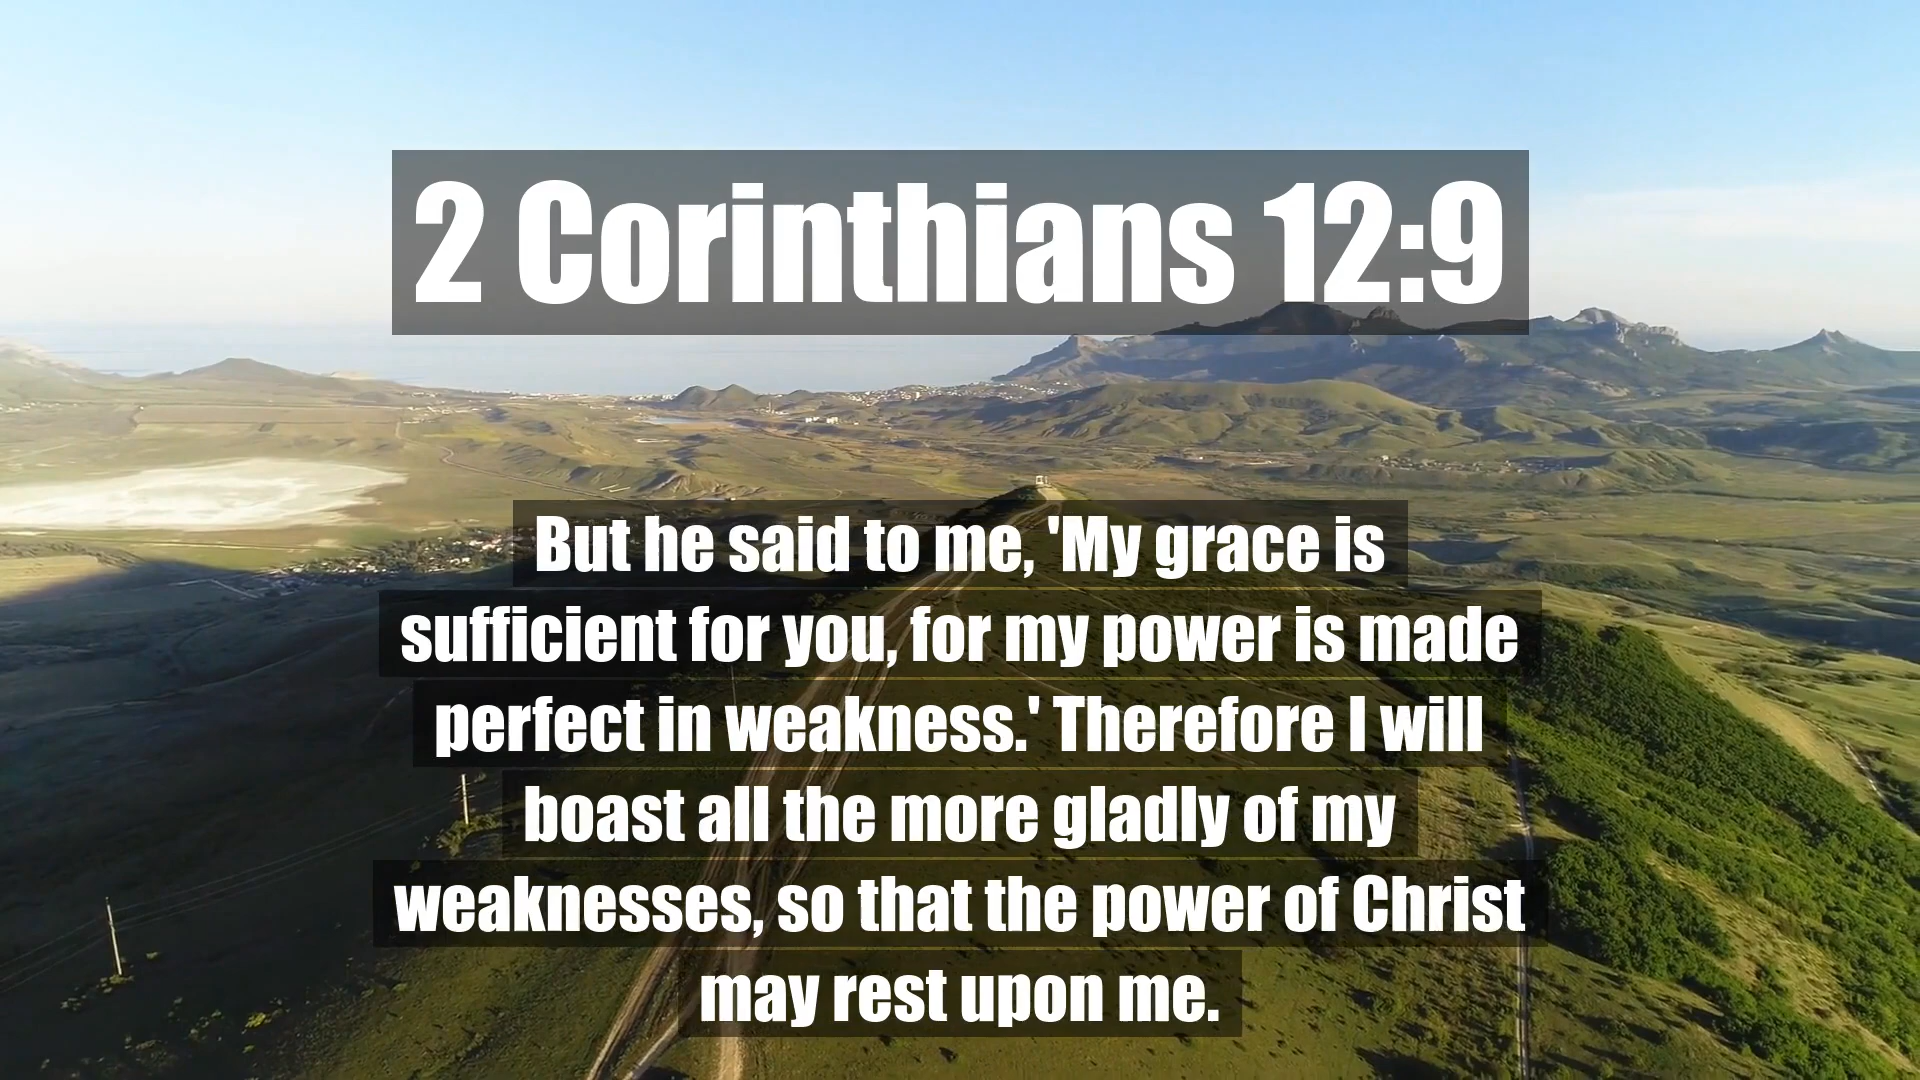 2 Corinthians 12:9
But he said to me, 'My grace is
sufficient for you, for my power is made
perfect in weakness.' Therefore I will
boast all the more gladly of my
weaknesses, so that the power of Christ
may rest upon me.